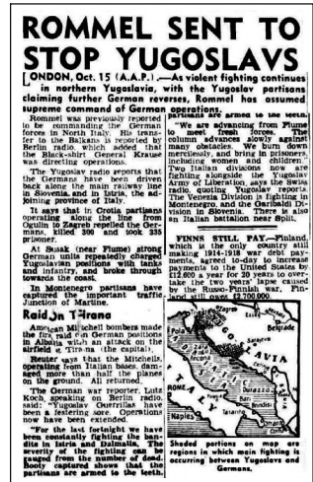 ROMMEL SENT TO
STOP YUGOSLAVS
LONDON, Oct. 15 (A.A.P.).—As violent fighting continues
in northern Yugoslavia, with the Yugoslav partisans
claiming further German reverses, Rommel has assumed
supreme command of German operations.
Rommel was previously reported
to be commanding the German
forces in North Italy. His trans-
fer to the Balkans is reported by
Berlin radio, which added that
the Black-shirt General Krause
was directing operations.
The Yugoslav radio reports that
the Germans have been driven
back along the main railway line
in Slovenia, and in Istria, the ad-
joining province of Italy.
It says that in Crotia partisans
operating along the line from
Ogulin to Zagreb repelled the Ger-
mans, killed 300 and took 335
prisoner.
At Susak (near Fiume) strong
German units repeatedly charged
Yugoslavian positions with tanks
and infantry, and broke through
towards the coast.
In Montenegro partisans have
captured the important traffic
junction of Martine.
Raid on Tirana
American Mitchell bombers made
the first raid on German positions
in Albania with an attack on the
airfield at Tirana (the capital).
Reuter says that the Mitchells,
operating from Italian bases, dam-
aged more than half the planes
on the ground. All returned.
The German war reporter, Lutz
Koch, speaking on Berlin radio,
said: "Yugoslav Guerrillas have
been a festering sore. Operations
now have been extended.
"For the last fortnight we have
been constantly fighting the ban-
dits in Istria and Dalmatia. The
severity of the fighting can be
gauged from the number of dead.
Booty captured shows that the
partisans are armed to the teeth.
partisans are armed to the teeth.
"We are advancing from Fiume
to meet fresh forces. The
column advances slowly against
many obstacles. We burn down
mercilessly, and bring in prisoners,
including women and children."
Two Italian divisions now are
fighting alongside the Yugoslav
Army of Liberation, says the Swiss
radio, quoting Yugoslav reports.
The Venezia Division is fighting in
Montenegro, and the Garibaldi Di-
vision in Slovenia. There is also
an Italian battalion near Split.
FINNS STILL PAY.—Finland,
which is the only country still
making 1914-1918 war debt pay-
ments, agreed to-day to increase
payments to the United States by
£12,600 a year for 20 years to over-
take the two years' lapse caused
by the Russo-Finnish war. Fin-
land still owes £2,700,000.
Belgrade
Pola
YUGOSLAVIA
ITALY
ROME
Naples
Durazzo
Bari
Taranto
Shaded portions on map are
regions in which main fighting is
occurring between Yugoslavs and
Germans.